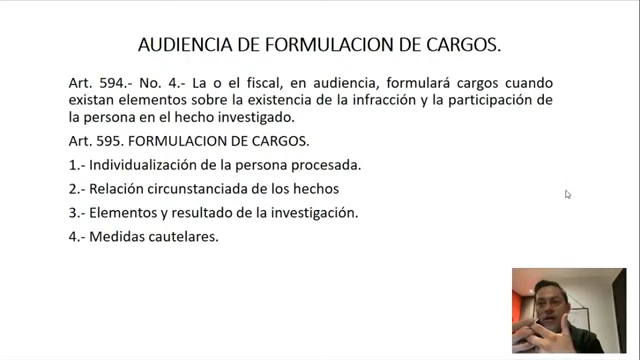 AUDIENCIA DE FORMULACION DE CARGOS.
Art. 594.- No. 4.- La o el fiscal, en audiencia, formulará cargos cuando
existan elementos sobre la existencia de la infracción y la participación de
la persona en el hecho investigado.
Art. 595. FORMULACION DE CARGOS.
1.- Individualización de la persona procesada.
2.- Relación circunstanciada de los hechos
3.- Elementos y resultado de la investigación.
4.- Medidas cautelares.